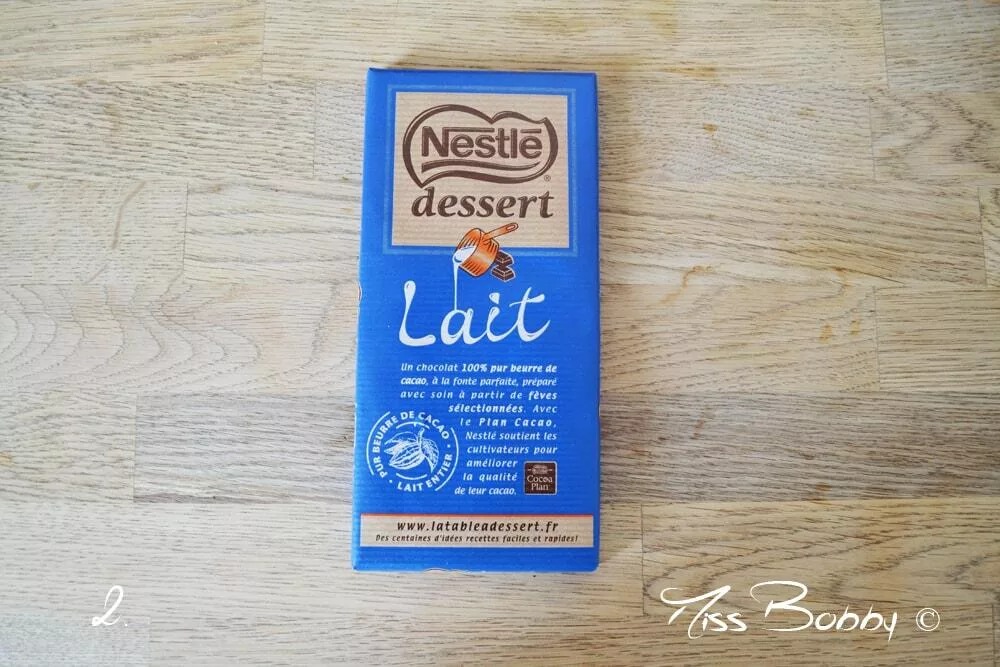 Nestlé
®
dessert
Lait
Un chocolat 100% pur beurre de
cacao, à la fonte parfaite, préparé
avec soin à partir de fèves
sélectionnées. Avec
le Plan Cacao,
Nestlé soutient les
cultivateurs pour
améliorer
la qualité
de leur cacao.
PUR BEURRE DE CACAO
• LAIT ENTIER •
Cocoa
Plan
www.latableadessert.fr
Des centaines d'idées recettes faciles et rapides!
2.
Miss Bobby ©